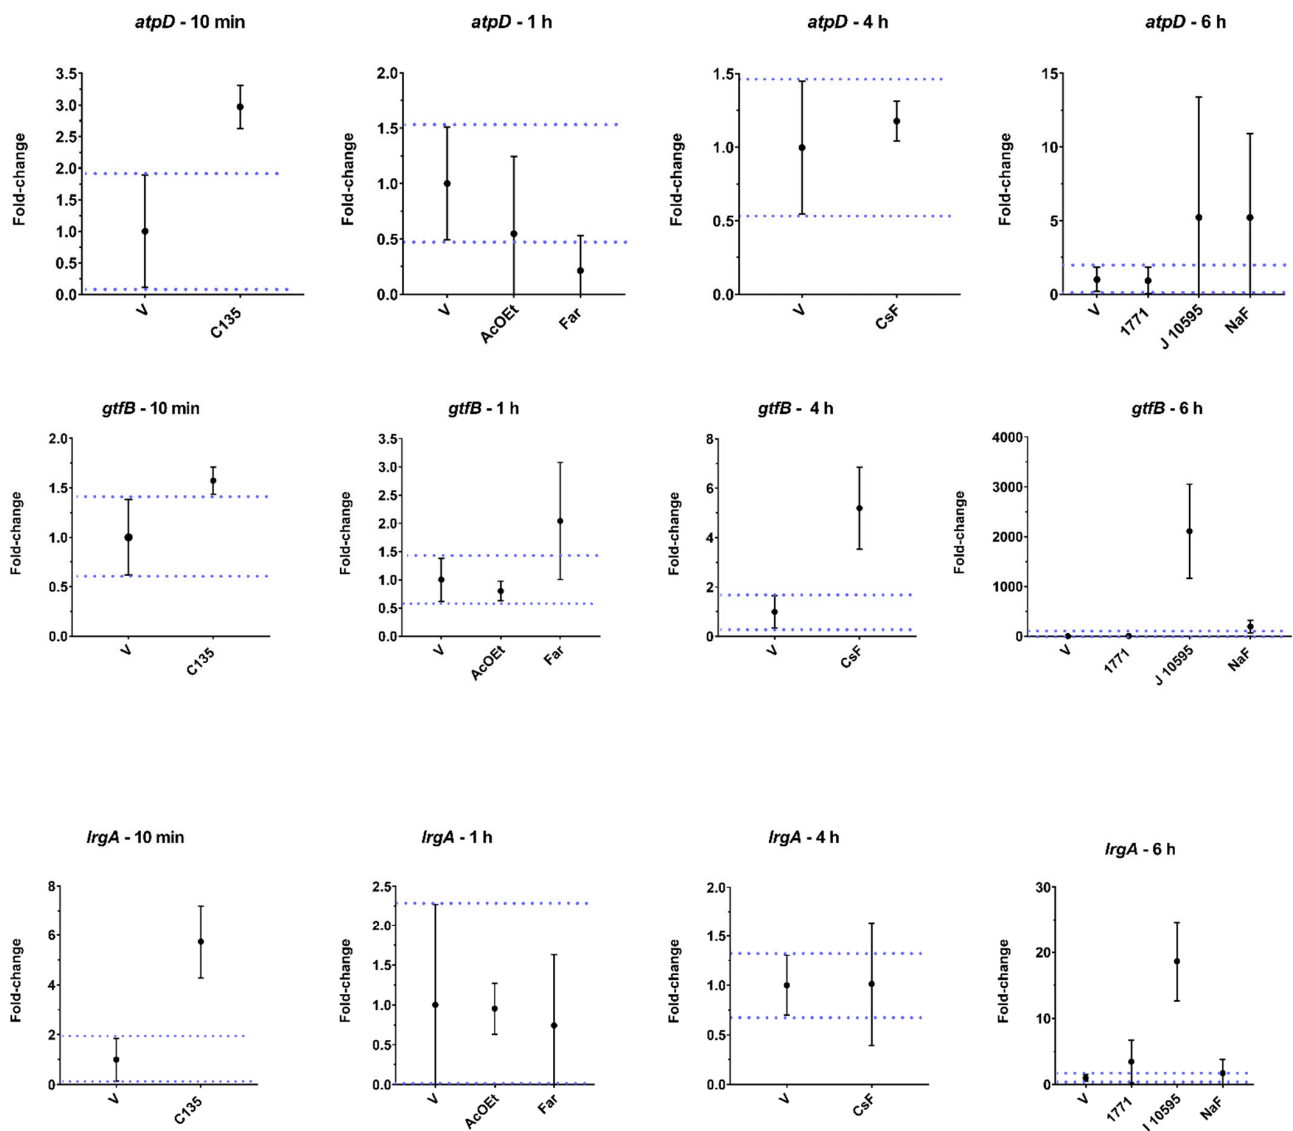 atpD - 10 min
Fold-change
3.5
3.0
2.5
2.0
1.5
1.0
0.5
0.0
V
C135
atpD - 1 h
Fold-change
2.0
1.5
1.0
0.5
0.0
V
AcOEt
Far
atpD - 4 h
Fold-change
1.5
1.0
0.5
0.0
V
CsF
atpD - 6 h
Fold-change
15
10
5
0
V
1771
J 10595
NaF
gtfB - 10 min
Fold-change
2.0
1.5
1.0
0.5
0.0
V
C135
gtfB - 1 h
Fold-change
3.5
3.0
2.5
2.0
1.5
1.0
0.5
0.0
V
AcOEt
Far
gtfB - 4 h
Fold-change
8
6
4
2
0
V
CsF
gtfB - 6 h
Fold-change
4000
3000
2000
1000
0
V
1771
J 10595
NaF
lrgA - 10 min
Fold-change
8
6
4
2
0
V
C135
lrgA - 1 h
Fold-change
2.5
2.0
1.5
1.0
0.5
0.0
V
AcOEt
Far
lrgA - 4 h
Fold-change
2.0
1.5
1.0
0.5
0.0
V
CsF
lrgA - 6 h
Fold-change
30
20
10
0
V
1771
J 10595
NaF